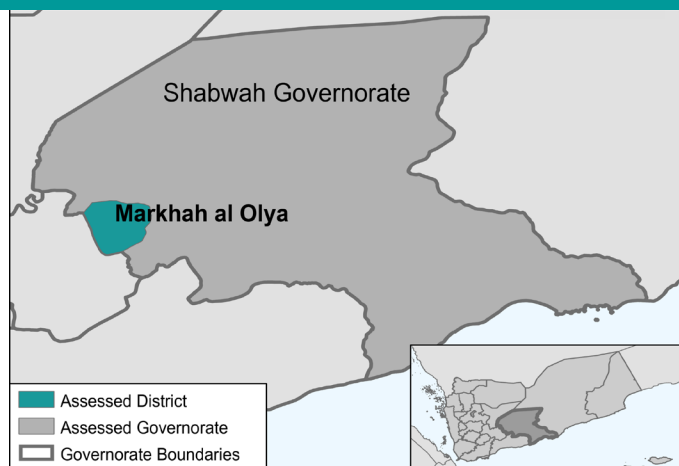 Shabwah Governorate
Markhah al Olya
Assessed District
Assessed Governorate
Governorate Boundaries